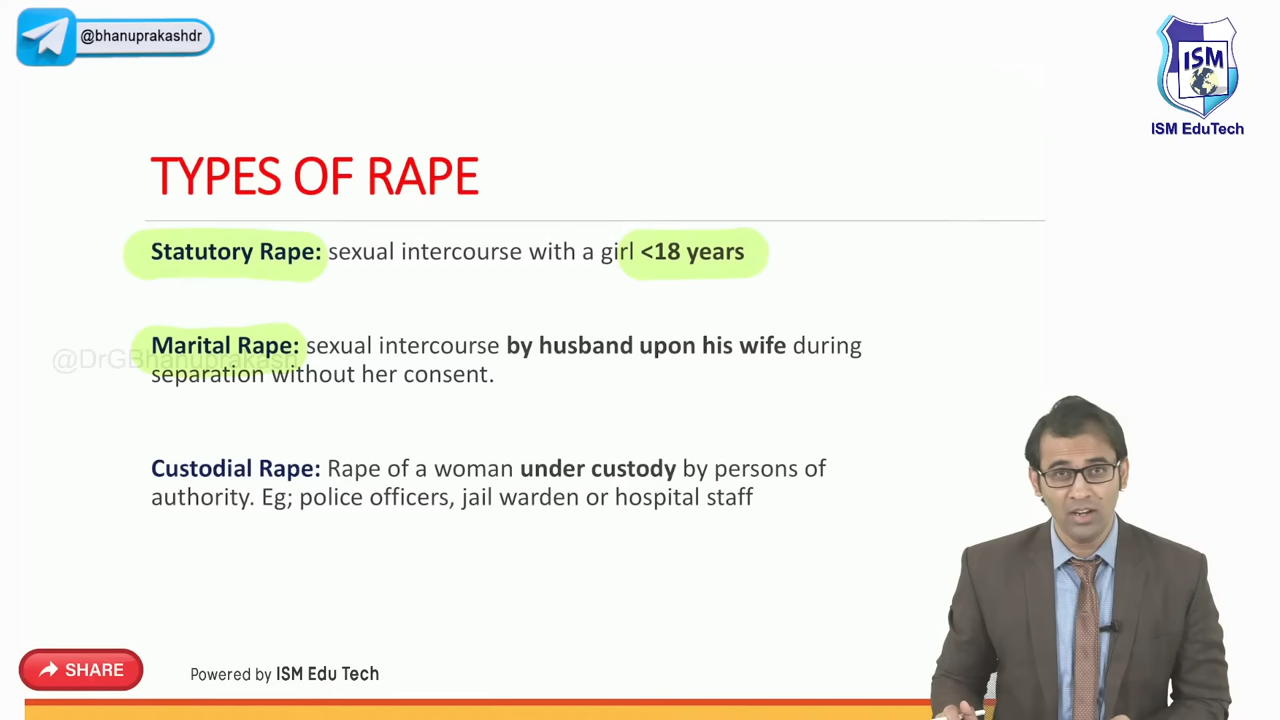 @bhanuprakashdr
ISM
ISM EduTech
TYPES OF RAPE
Statutory Rape: sexual intercourse with a girl <18 years
Marital Rape: sexual intercourse by husband upon his wife during
@DrGBhanuprakash
separation without her consent.
Custodial Rape: Rape of a woman under custody by persons of
authority. Eg; police officers, jail warden or hospital staff
SHARE
Powered by ISM Edu Tech